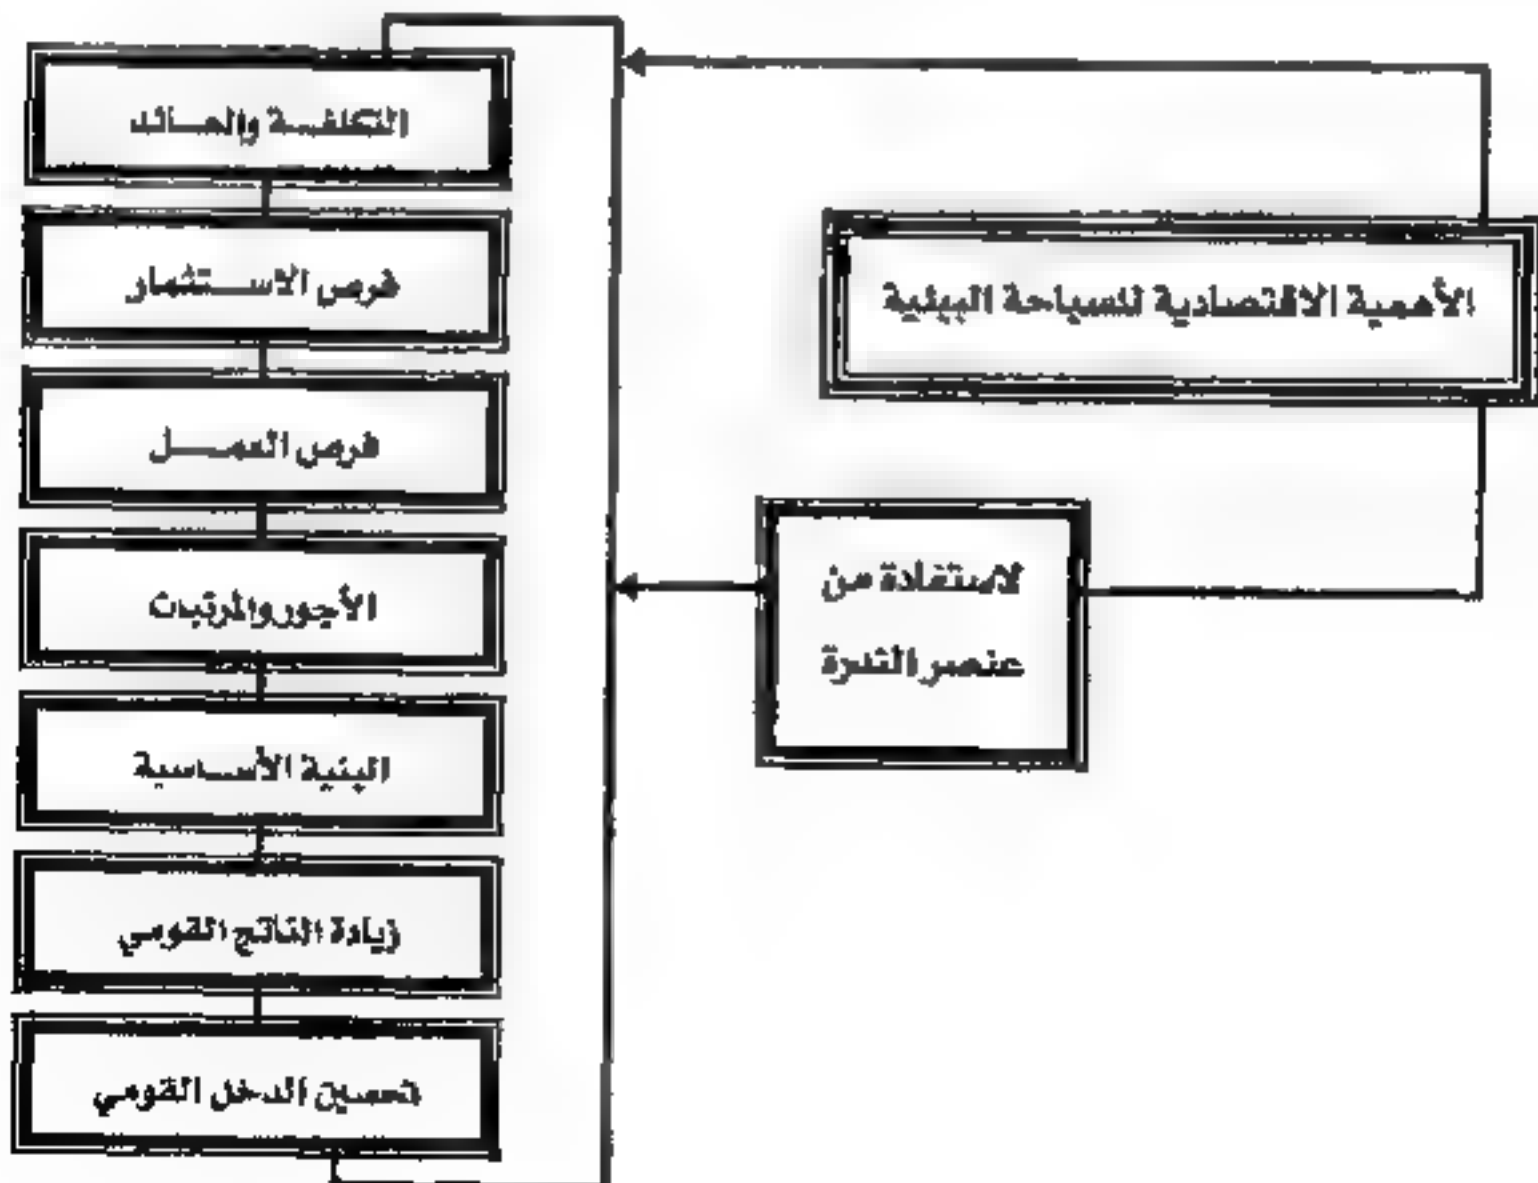 الأهمية الاقتصادية للسياحة البيئية
لاستفادة من
عنصر الندرة
التكلفة والعائد
فرص الاستثمار
فرص العمل
الأجور والمرتبات
البنية الأساسية
زيادة الناتج القومي
تحسين الدخل القومي